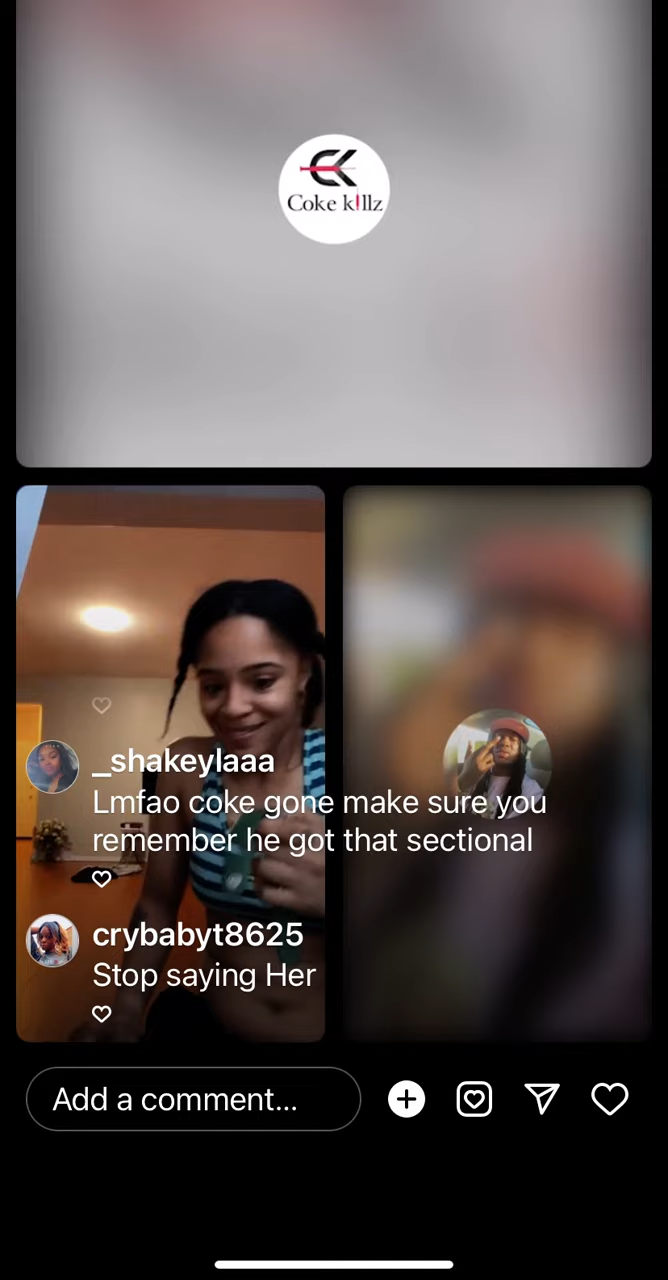 CK
Coke k!llz
_shakeylaaa
Lmfao coke gone make sure you
remember he got that sectional
crybabyt8625
Stop saying Her
Add a comment...